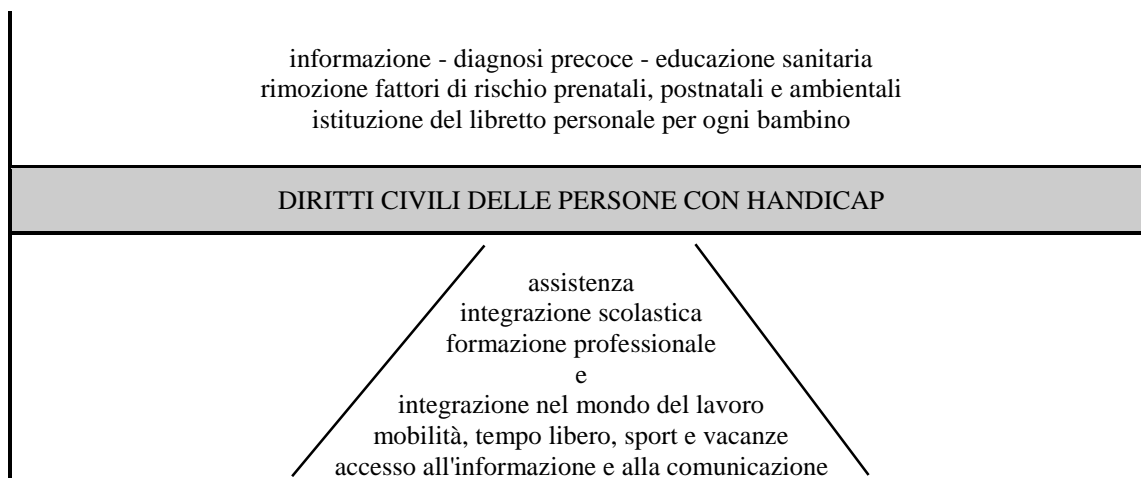 informazione - diagnosi precoce - educazione sanitaria
rimozione fattori di rischio prenatali, postnatali e ambientali
istituzione del libretto personale per ogni bambino
DIRITTI CIVILI DELLE PERSONE CON HANDICAP
assistenza
integrazione scolastica
formazione professionale
e
integrazione nel mondo del lavoro
mobilità, tempo libero, sport e vacanze
accesso all'informazione e alla comunicazione